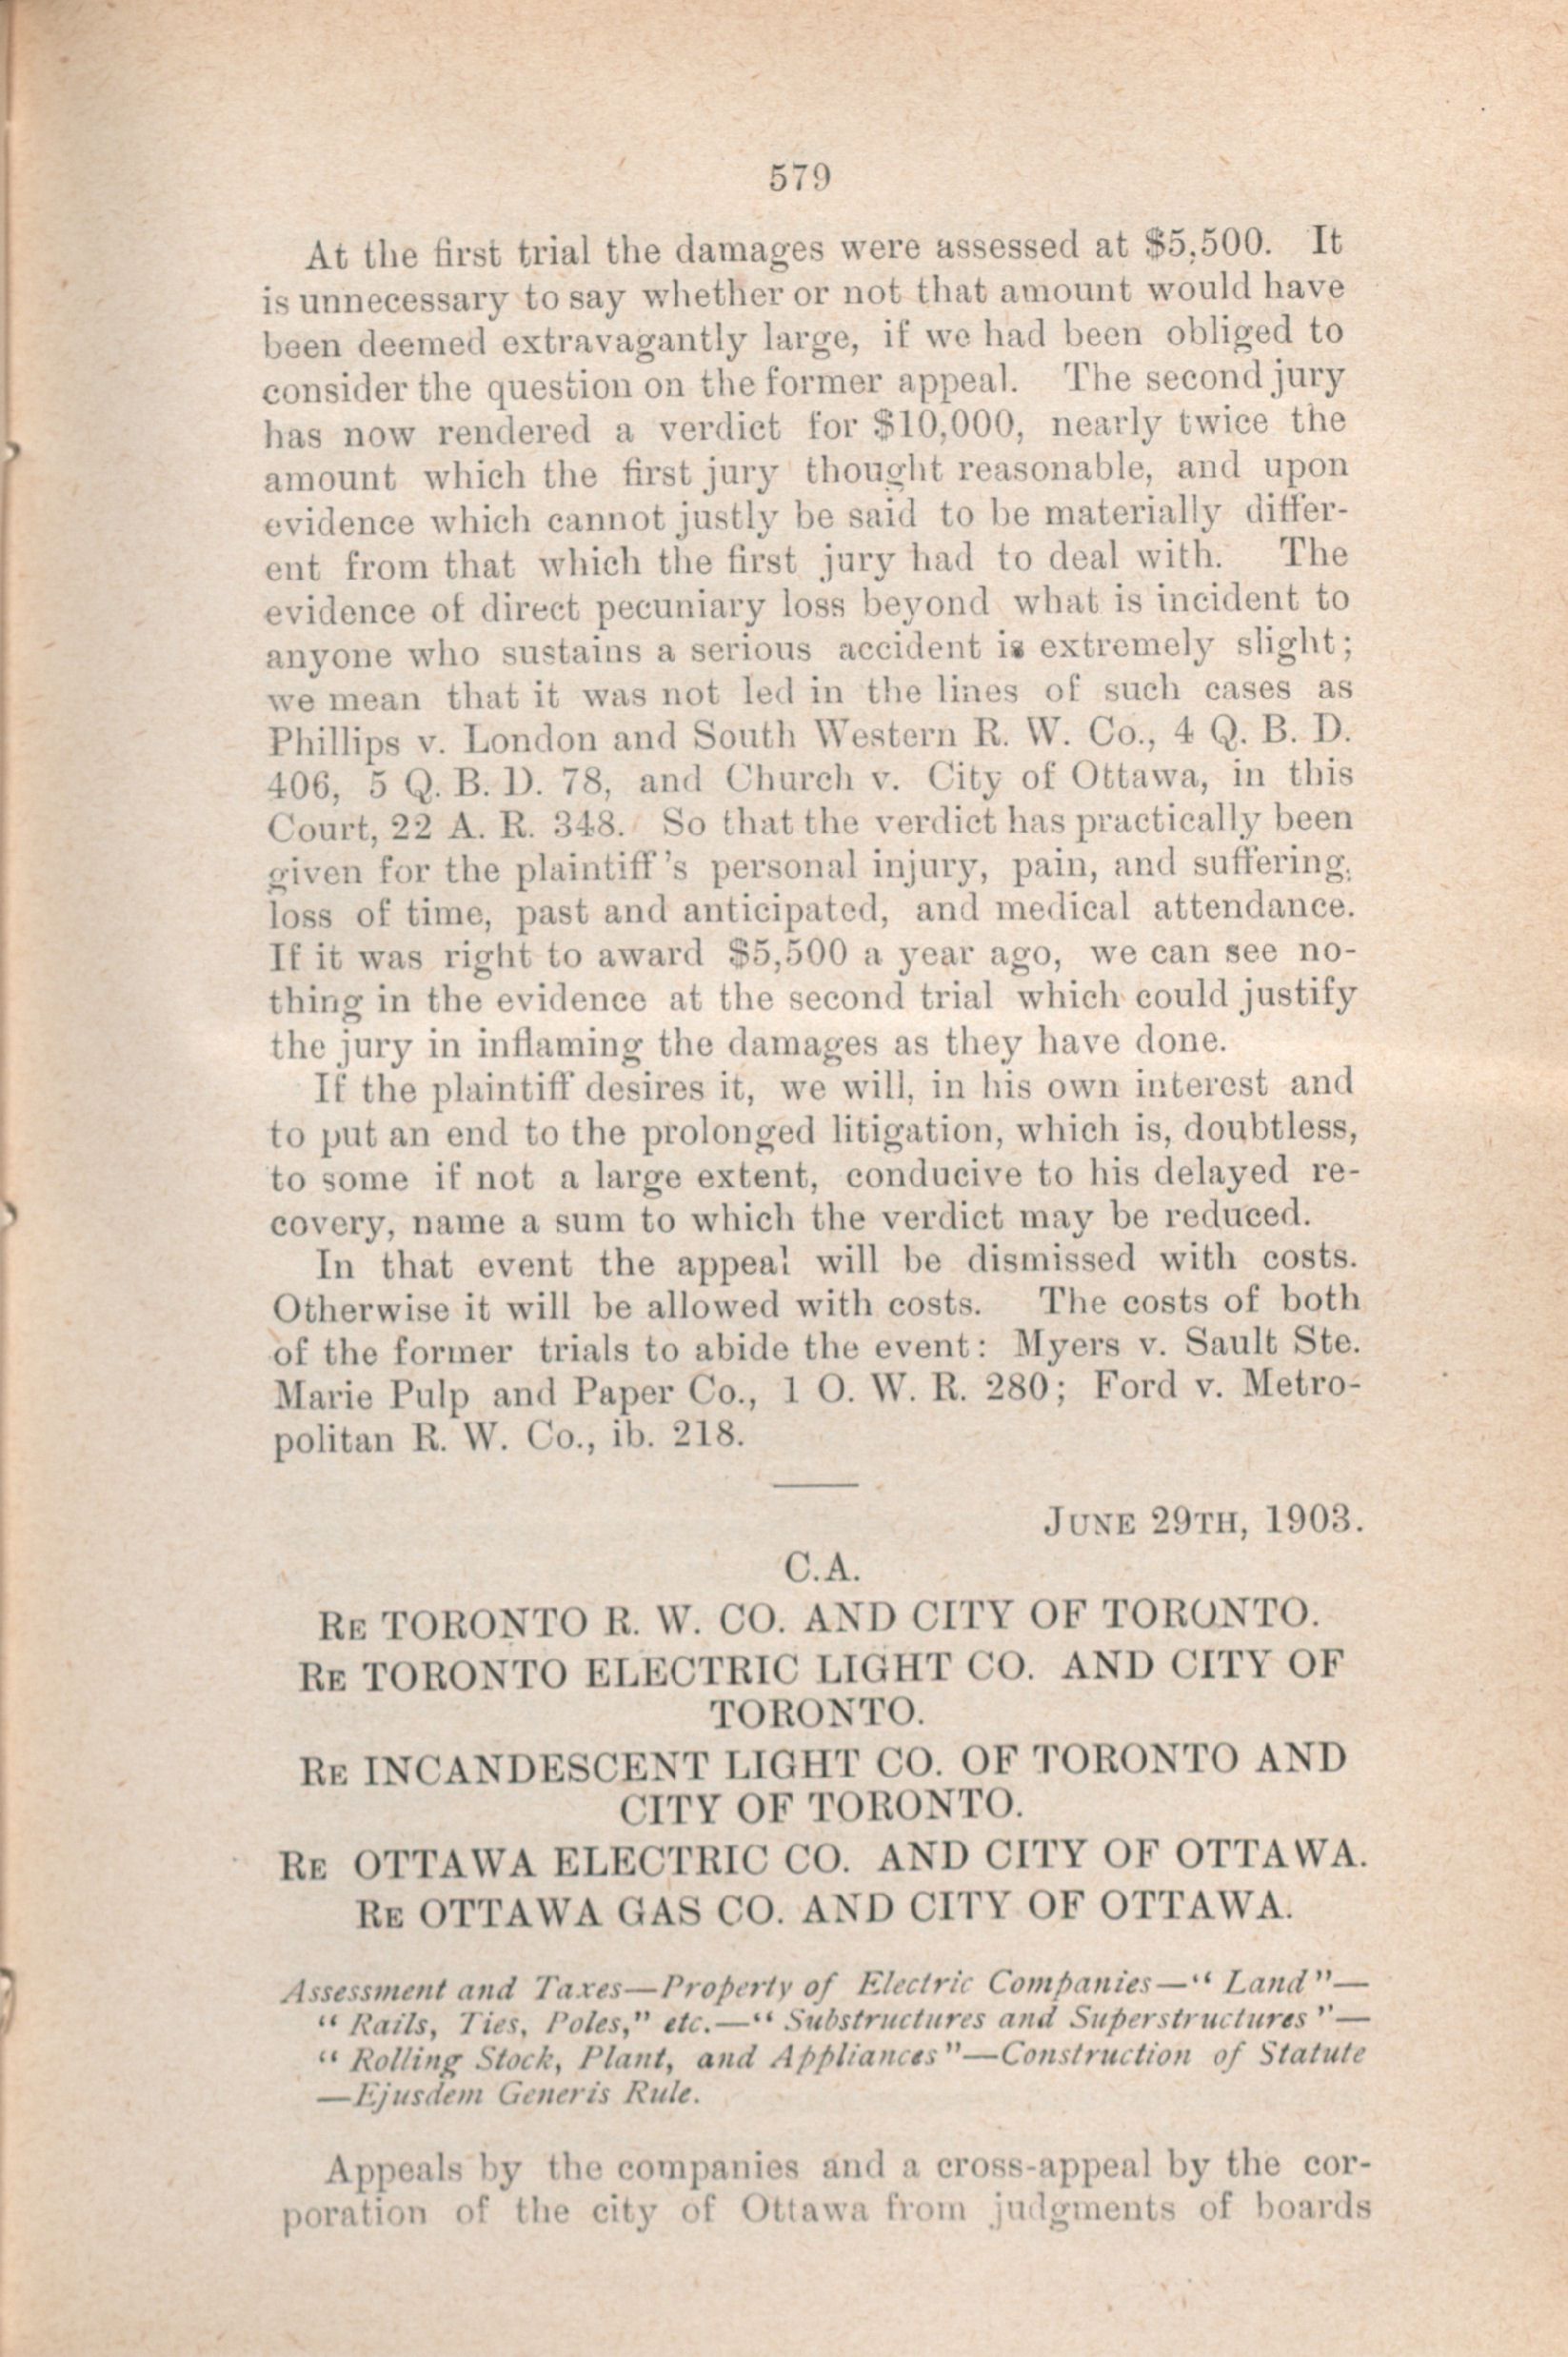 579
At the first trial the damages were assessed at $5,500. It
is unnecessary to say whether or not that amount would have
been deemed extravagantly large, if we had been obliged to
consider the question on the former appeal. The second jury
has now rendered a verdict for $10,000, nearly twice the
amount which the first jury thought reasonable, and upon
evidence which cannot justly be said to be materially differ-
ent from that which the first jury had to deal with. The
evidence of direct pecuniary loss beyond what is incident to
anyone who sustains a serious accident is extremely slight;
we mean that it was not led in the lines of such cases as
Phillips v. London and South Western R. W. Co., 4 Q. B. D.
406, 5 Q. B. D. 78, and Church v. City of Ottawa, in this
Court, 22 A. R. 348. So that the verdict has practically been
given for the plaintiff's personal injury, pain, and suffering,
loss of time, past and anticipated, and medical attendance.
If it was right to award $5,500 a year ago, we can see no-
thing in the evidence at the second trial which could justify
the jury in inflaming the damages as they have done.
If the plaintiff desires it, we will, in his own interest and
to put an end to the prolonged litigation, which is, doubtless,
to some if not a large extent, conducive to his delayed re-
covery, name a sum to which the verdict may be reduced.
In that event the appeal will be dismissed with costs.
Otherwise it will be allowed with costs. The costs of both
of the former trials to abide the event: Myers v. Sault Ste.
Marie Pulp and Paper Co., 1 O. W. R. 280; Ford v. Metro-
politan R. W. Co., ib. 218.
JUNE 29TH, 1903.
C.A.
RE TORONTO R. W. CO. AND CITY OF TORONTO.
RE TORONTO ELECTRIC LIGHT CO. AND CITY OF
TORONTO.
RE INCANDESCENT LIGHT CO. OF TORONTO AND
CITY OF TORONTO.
RE OTTAWA ELECTRIC CO. AND CITY OF OTTAWA.
RE OTTAWA GAS CO. AND CITY OF OTTAWA.
Assessment and Taxes—Property of Electric Companies—"Land"—
"Rails, Ties, Poles," etc.—"Substructures and Superstructures"—
"Rolling Stock, Plant, and Appliances"—Construction of Statute
—Ejusdem Generis Rule.
Appeals by the companies and a cross-appeal by the cor-
poration of the city of Ottawa from judgments of boards